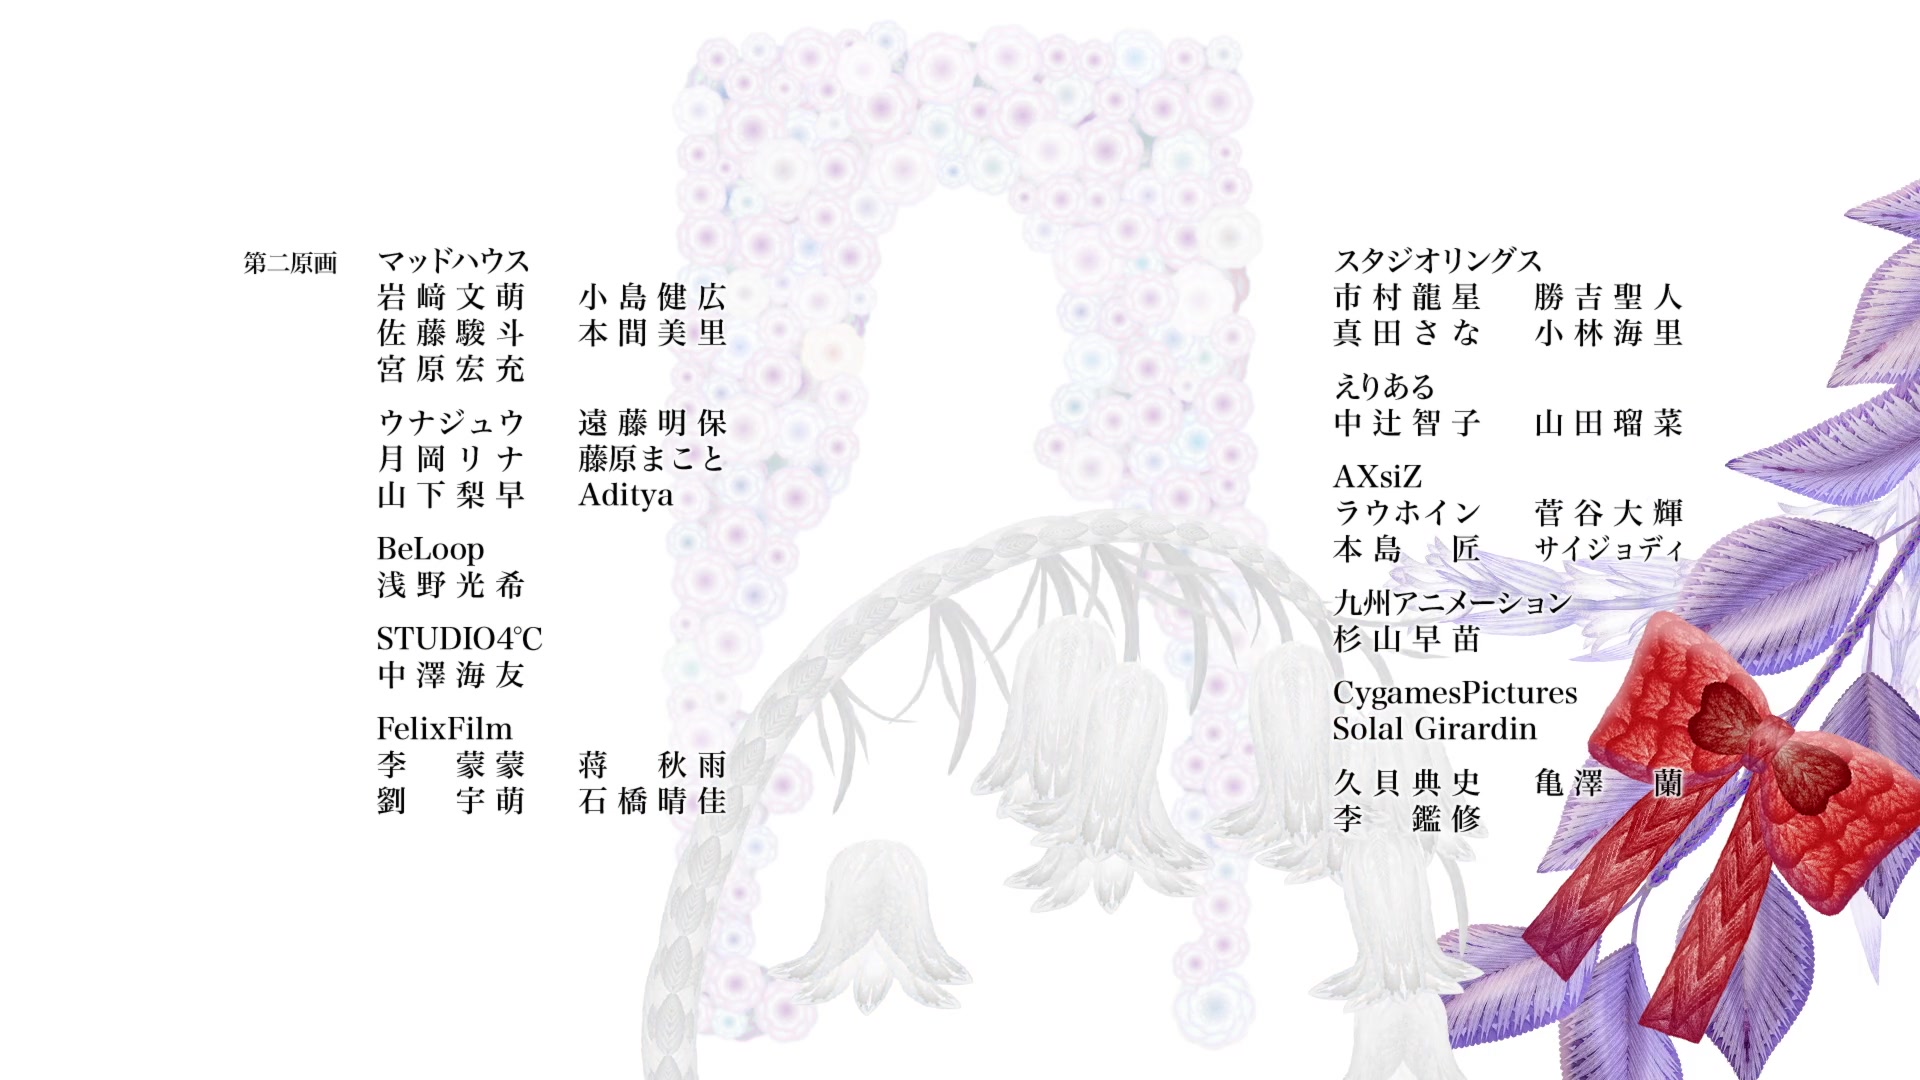 第二原画 マッドハウス
岩﨑文萌 小島健広
佐藤駿斗 本間美里
宮原宏充
ウナジュウ 遠藤明保
月岡リナ 藤原まこと
山下梨早 Aditya
BeLoop
浅野光希
STUDIO4℃
中澤海友
FelixFilm
李 蒙蒙 蒋 秋雨
劉 宇萌 石橋晴佳
スタジオリングス
市村龍星 勝吉聖人
真田さな 小林海里
えりある
中辻智子 山田瑠菜
AXsiZ
ラウホイン 菅谷大輝
本島 匠 サイジョディ
九州アニメーション
杉山早苗
CygamesPictures
Solal Girardin
久貝典史 亀澤 蘭
李 鑑修